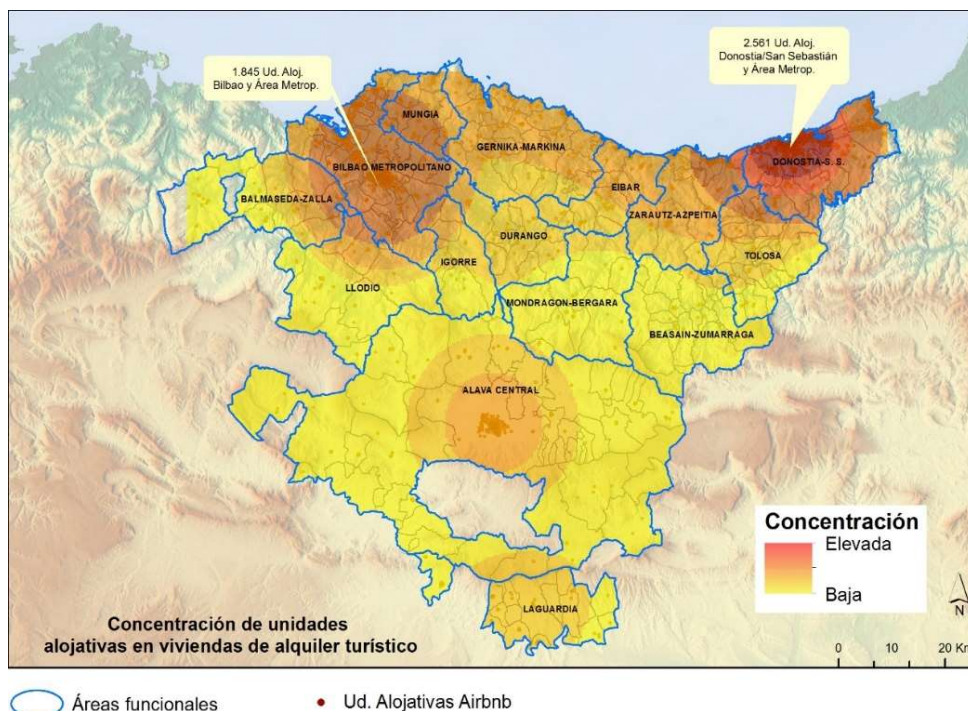 1.845 Ud. Aloj.
Bilbao y Área Metrop.
2.561 Ud. Aloj.
Donostia/San Sebastián
y Área Metrop.
MUNGIA
GERNIKA-MARKINA
BILBAO METROPOLITANO
DONOSTIA-S. S.
EIBAR
BALMASEDA-ZALLA
ZARAUTZ-AZPEITIA
DURANGO
TOLOSA
IGORRE
LLODIO
MONDRAGON-BERGARA
BEASAIN-ZUMARRAGA
ALAVA CENTRAL
LAGUARDIA
Concentración
Elevada
Baja
N
Concentración de unidades
alojativas en viviendas de alquiler turístico
0 10 20 Km
Áreas funcionales
Ud. Alojativas Airbnb